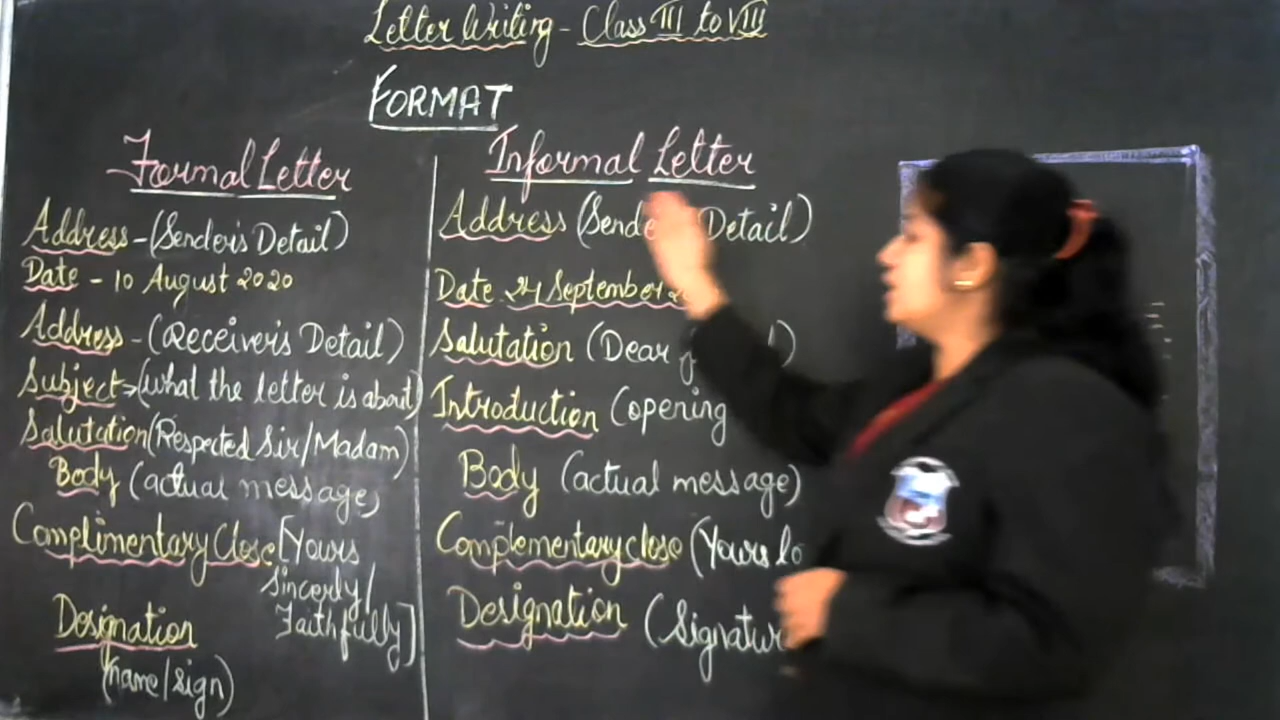 Letter Writing - Class III to VIII
FORMAT
Formal Letter
Address - (Sender's Detail)
Date - 10 August 2020
Address - (Receiver's Detail)
Subject → (what the letter is about)
Salutation (Respected Sir/Madam)
Body (actual message)
Complimentary Close [Yours
Sincerly/
Faithfully]
Designation
(name/sign)
Informal Letter
Address (Sende Detail)
Date 24 September
Salutation (Dear
Introduction (opening
Body (actual message)
Complementary close (Yours lo
Designation (Signatur